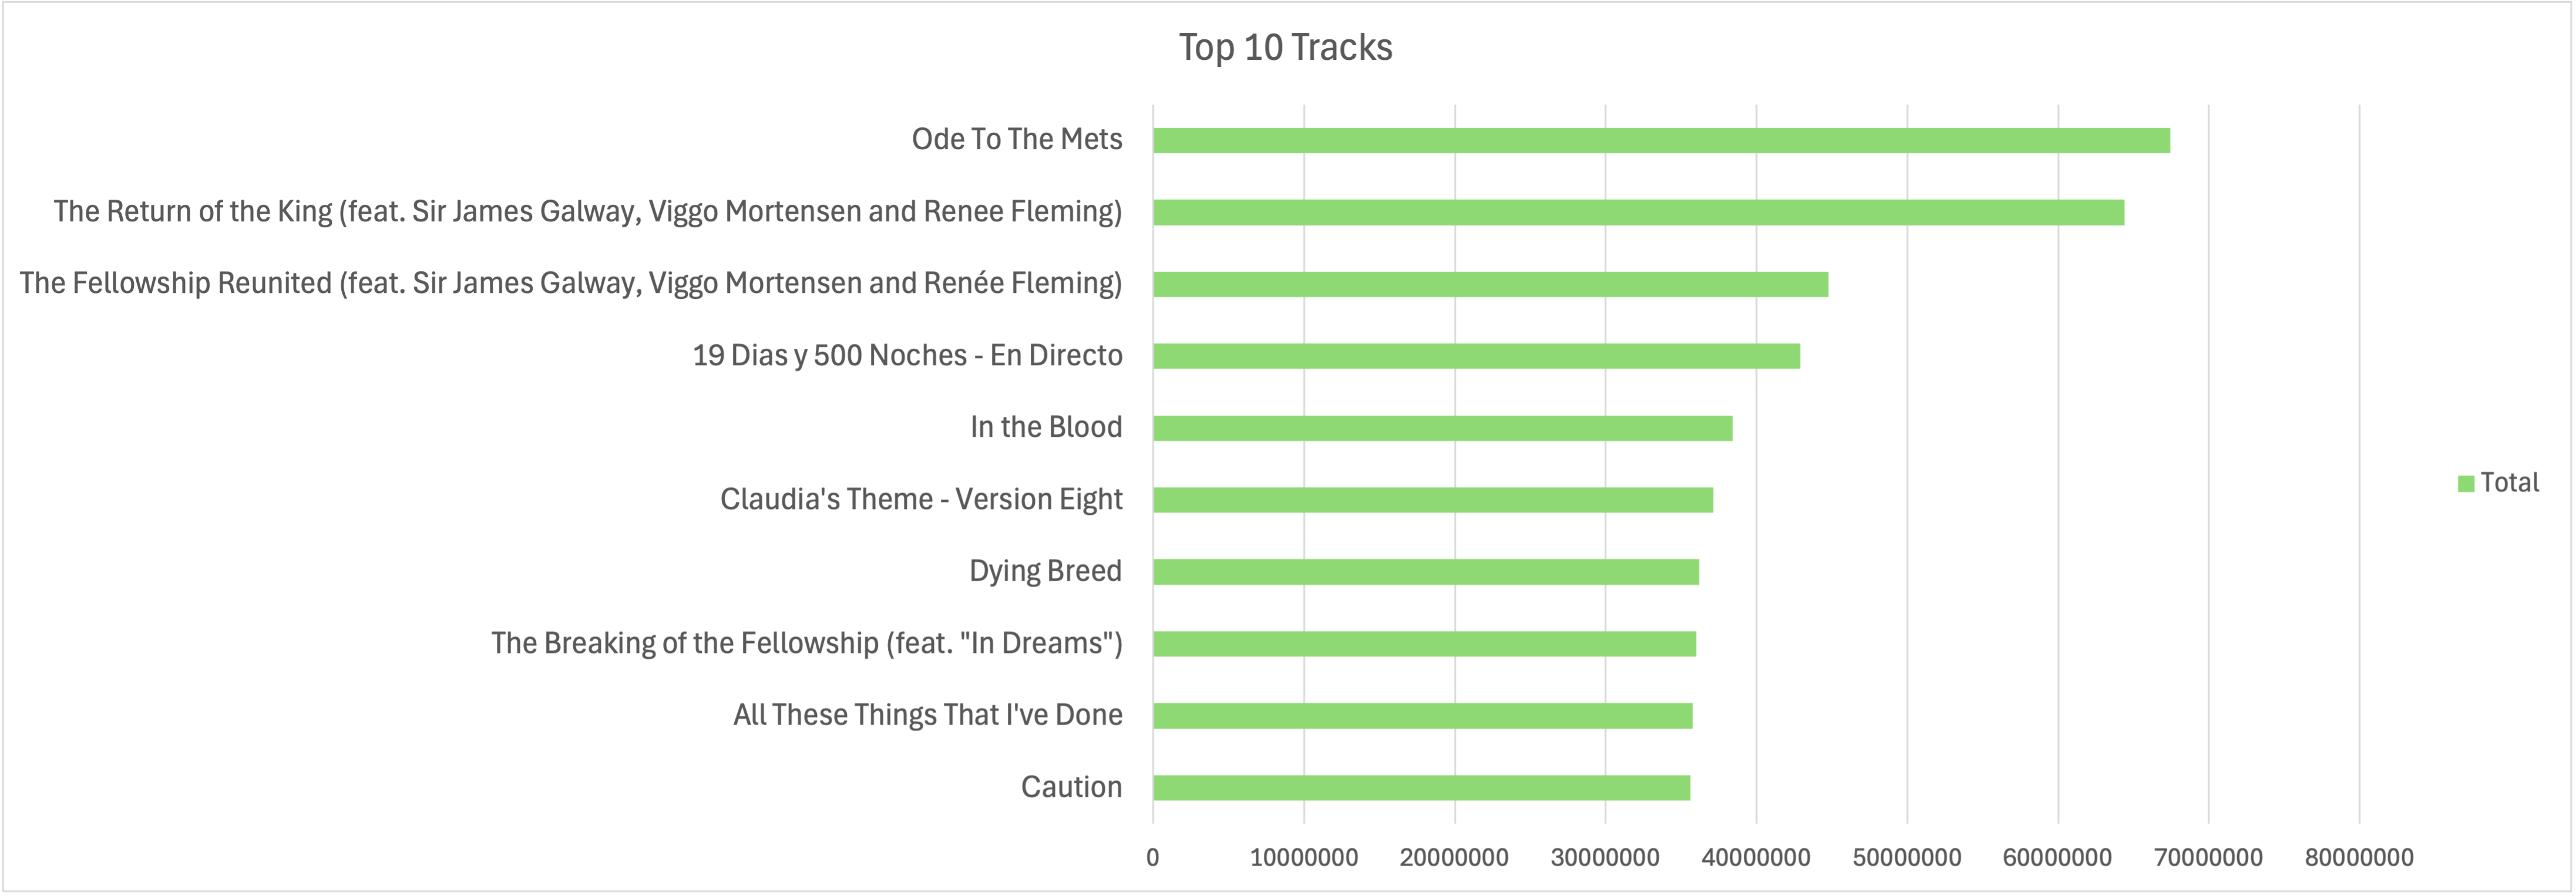 Top 10 Tracks
Ode To The Mets
The Return of the King (feat. Sir James Galway, Viggo Mortensen and Renee Fleming)
The Fellowship Reunited (feat. Sir James Galway, Viggo Mortensen and Renée Fleming)
19 Dias y 500 Noches - En Directo
In the Blood
Claudia's Theme - Version Eight
Dying Breed
The Breaking of the Fellowship (feat. "In Dreams")
All These Things That I've Done
Caution
0 10000000 20000000 30000000 40000000 50000000 60000000 70000000 80000000
Total